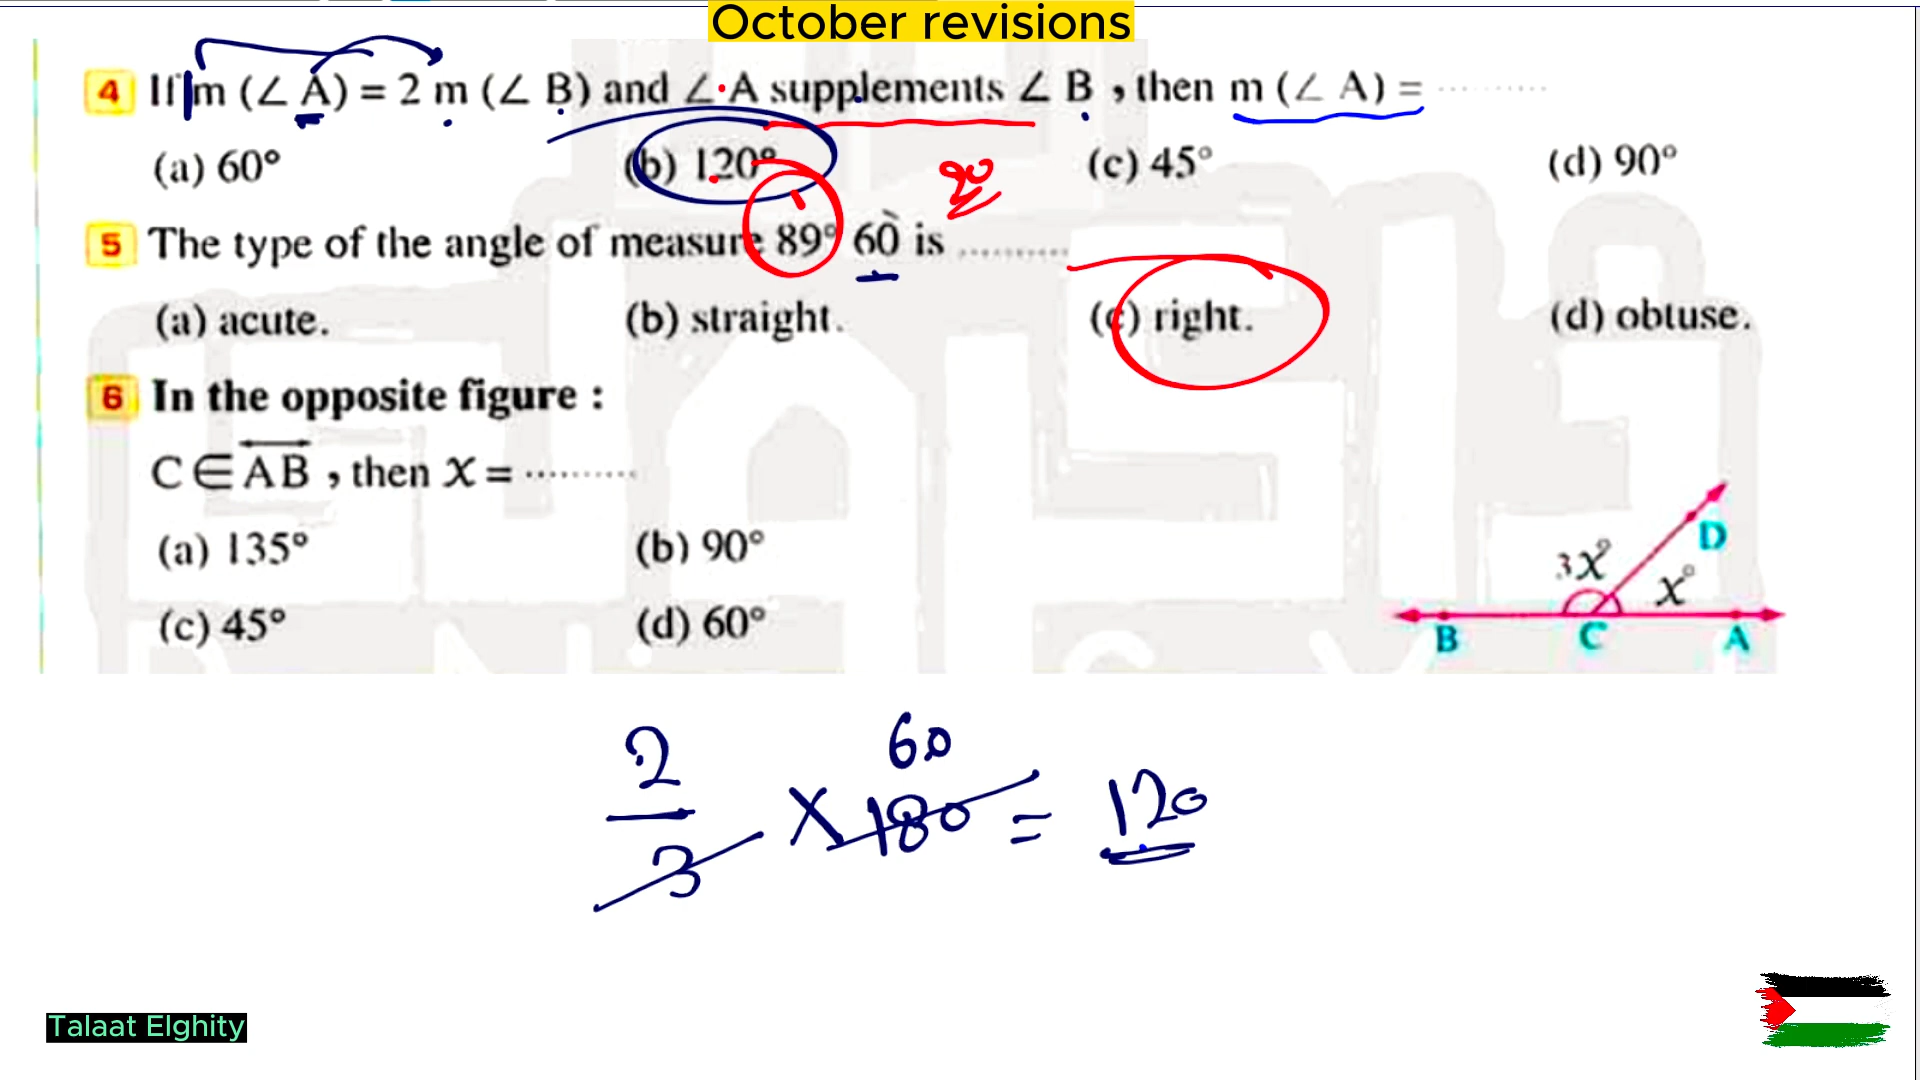 October revisions
4 If m (∠ A) = 2 m (∠ B) and ∠ A supplements ∠ B , then m (∠ A) = ..........
(a) 60° (b) 120° (c) 45° (d) 90°
90
5 The type of the angle of measure 89° 60̀ is ..........
(a) acute. (b) straight. (c) right. (d) obtuse.
6 In the opposite figure :
C ∈ AB , then X = ..........
(a) 135° (b) 90°
(c) 45° (d) 60°
3X° X° D
B C A
60
2/3 X 180 = 120
Talaat Elghity